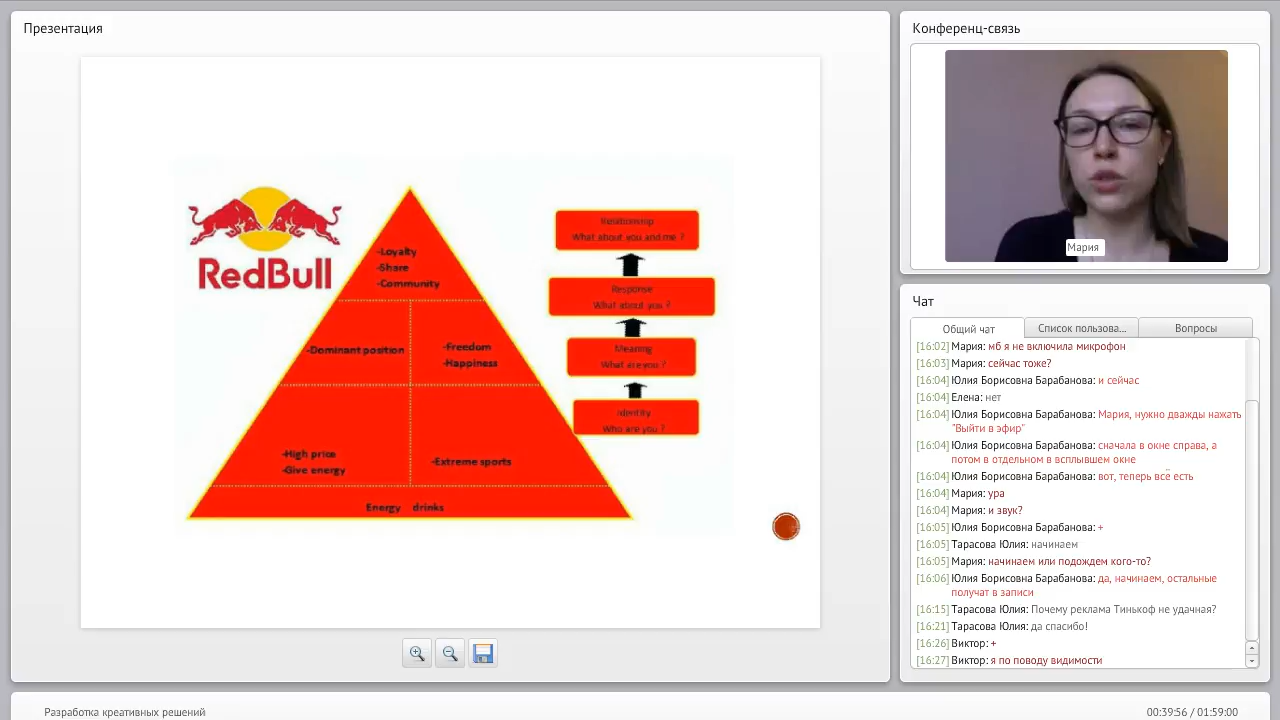 Презентация
RedBull
-Loyalty
-Share
-Community
-Dominant position
-Freedom
-Happiness
-High price
-Give energy
-Extreme sports
Energy drinks
Relationship
What about you and me ?
Response
What about you ?
Meaning
What are you ?
Identity
Who are you ?
Конференц-связь
Мария
Чат
Общий чат
Список пользова...
Вопросы
[16:02] Мария: мб я не включила микрофон
[16:03] Мария: сейчас тоже
[16:04] Юлия Борисовна Барабанова: и сейчас
[16:04] Елена: нет
[16:04] Юлия Борисовна Барабанова: Мария, нужно дважды нажать
"Выйти в эфир"
[16:04] Юлия Борисовна Барабанова: сначала в окне справа, а
потом в отдельном в всплывшем окне
[16:04] Юлия Борисовна Барабанова: вот, теперь всё есть
[16:04] Мария: ура
[16:04] Мария: и звук?
[16:05] Юлия Борисовна Барабанова: +
[16:05] Тарасова Юлия: начинаем
[16:05] Мария: начинаем или подождем кого-то?
[16:06] Юлия Борисовна Барабанова: да, начинаем, остальные
получат в записи
[16:15] Тарасова Юлия: Почему реклама Тинькоф не удачная?
[16:21] Тарасова Юлия: да спасибо!
[16:26] Виктор: +
[16:27] Виктор: я по поводу видимости
Разработка креативных решений
00:39:56 / 01:59:00